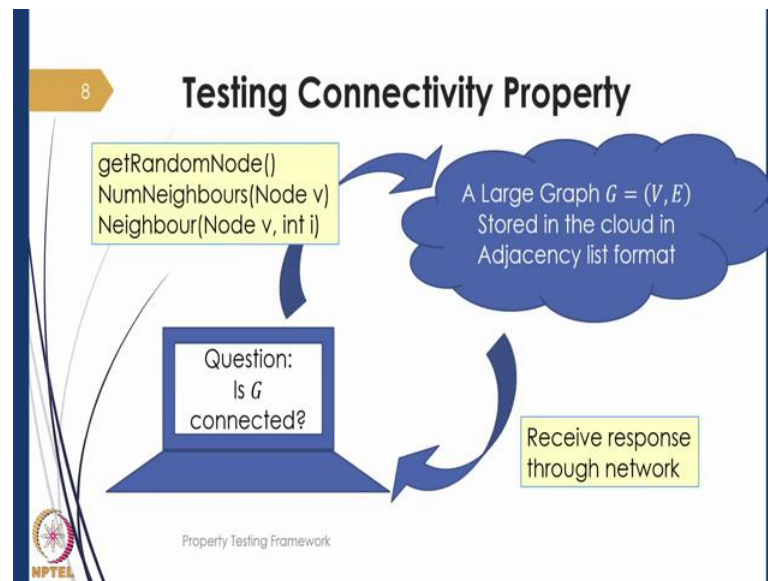 8
Testing Connectivity Property
getRandomNode()
NumNeighbours(Node v)
Neighbour(Node v, int i)
A Large Graph G = (V, E)
Stored in the cloud in
Adjacency list format
Question:
Is G
connected?
Receive response
through network
Property Testing Framework
NPTEL